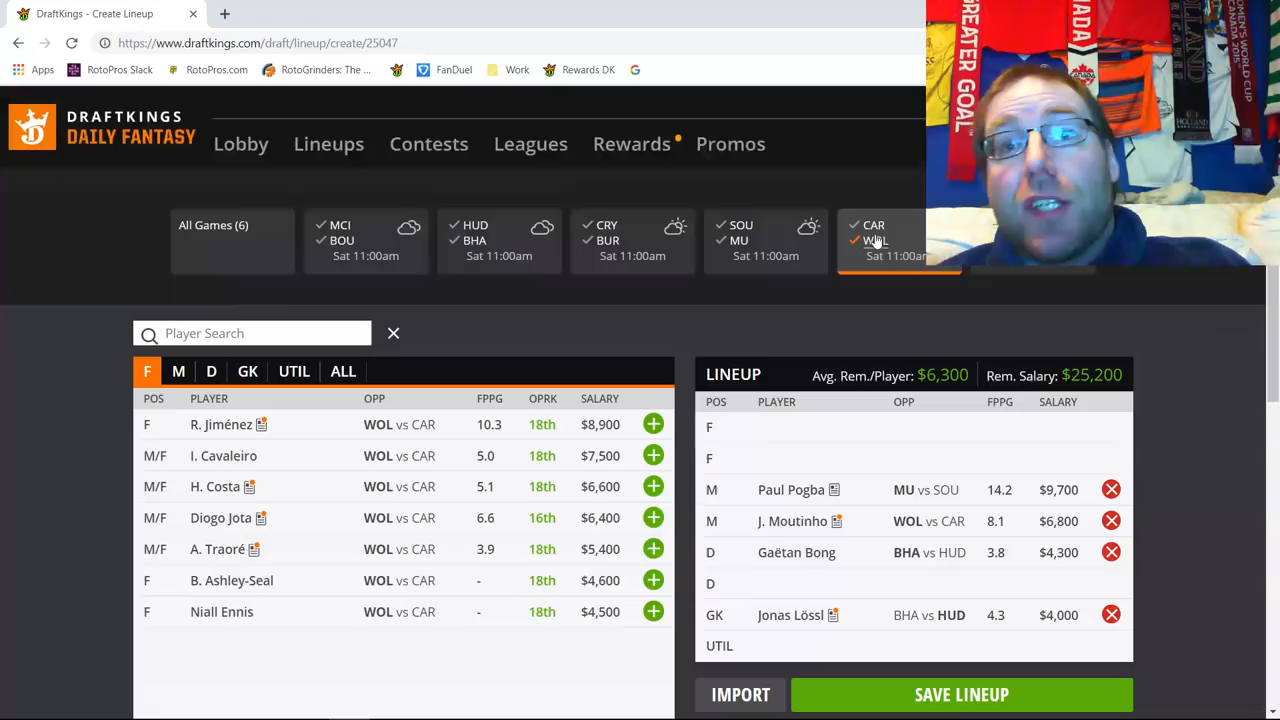 DraftKings - Create Lineup
https://www.draftkings.com/draft/lineup/create/25047
Apps RotoPros Slack RotoPros.com RotoGrinders: The ... FanDuel Work Rewards DK
DRAFTKINGS
DAILY FANTASY
Lobby Lineups Contests Leagues Rewards Promos
GREATER GOAL
CANADA
HOLLAND
WOMEN'S WORLD CUP
CANADA 2015
All Games (6)
MCI
BOU
Sat 11:00am
HUD
BHA
Sat 11:00am
CRY
BUR
Sat 11:00am
SOU
MU
Sat 11:00am
CAR
WOL
Sat 11:00am
Player Search
F M D GK UTIL ALL
POS PLAYER OPP FPPG OPRK SALARY
F R. Jiménez WOL vs CAR 10.3 18th $8,900
M/F I. Cavaleiro WOL vs CAR 5.0 18th $7,500
M/F H. Costa WOL vs CAR 5.1 18th $6,600
M/F Diogo Jota WOL vs CAR 6.6 16th $6,400
M/F A. Traoré WOL vs CAR 3.9 18th $5,400
F B. Ashley-Seal WOL vs CAR - 18th $4,600
F Niall Ennis WOL vs CAR - 18th $4,500
LINEUP Avg. Rem./Player: $6,300 Rem. Salary: $25,200
POS PLAYER OPP FPPG SALARY
F
F
M Paul Pogba MU vs SOU 14.2 $9,700
M J. Moutinho WOL vs CAR 8.1 $6,800
D Gaëtan Bong BHA vs HUD 3.8 $4,300
D
GK Jonas Lössl BHA vs HUD 4.3 $4,000
UTIL
IMPORT SAVE LINEUP